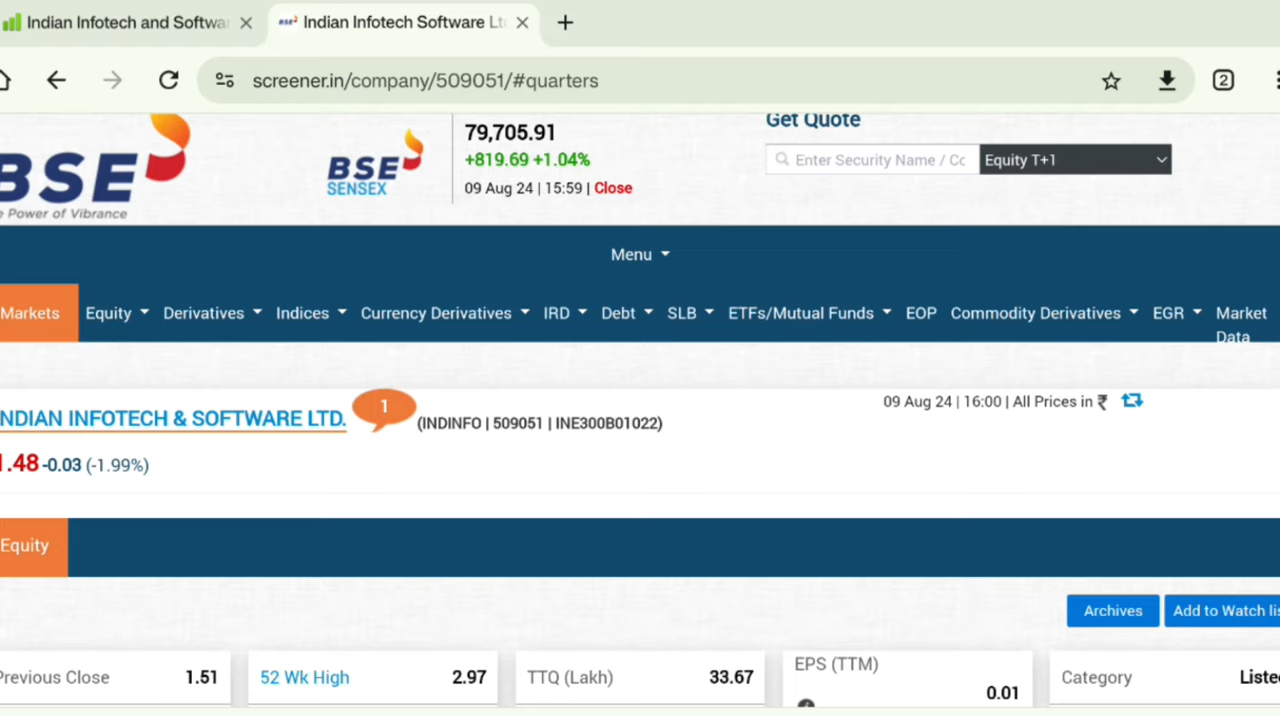 Indian Infotech and Softwa
Indian Infotech Software Lt
screener.in/company/509051/#quarters
2
BSE
Power of Vibrance
BSE
SENSEX
79,705.91
+819.69 +1.04%
09 Aug 24 | 15:59 | Close
Get Quote
Enter Security Name / Co
Equity T+1
Menu
Markets Equity Derivatives Indices Currency Derivatives IRD Debt SLB ETFs/Mutual Funds EOP Commodity Derivatives EGR Market
Data
NDIAN INFOTECH & SOFTWARE LTD. 1 (INDINFO | 509051 | INE300B01022)
09 Aug 24 | 16:00 | All Prices in ₹
1.48 -0.03 (-1.99%)
Equity
Archives Add to Watch lis
Previous Close 1.51 52 Wk High 2.97 TTQ (Lakh) 33.67 EPS (TTM) 0.01 Category Liste